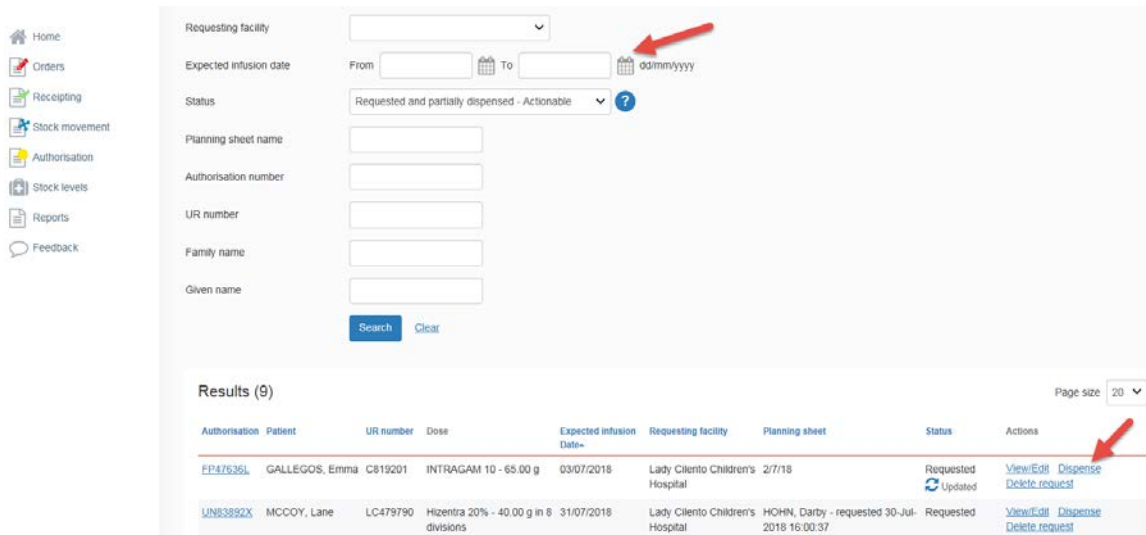 Home
Orders
Receipting
Stock movement
Authorisation
Stock levels
Reports
Feedback
Requesting facility
Expected infusion date From To dd/mm/yyyy
Status Requested and partially dispensed - Actionable ?
Planning sheet name
Authorisation number
UR number
Family name
Given name
Search Clear
Results (9) Page size 20
Authorisation Patient UR number Dose Expected infusion Requesting facility Planning sheet Status Actions
Date
FP47636L GALLEGOS, Emma C819201 INTRAGAM 10 - 65.00 g 03/07/2018 Lady Cilento Children's 2/7/18 Requested View/Edit Dispense
Hospital Updated Delete request
UN83892X MCCOY, Lane LC479790 Hizentra 20% - 40.00 g in 8 31/07/2018 Lady Cilento Children's HOHN, Darby - requested 30-Jul- Requested View/Edit Dispense
divisions Hospital 2018 16:00:37 Delete request